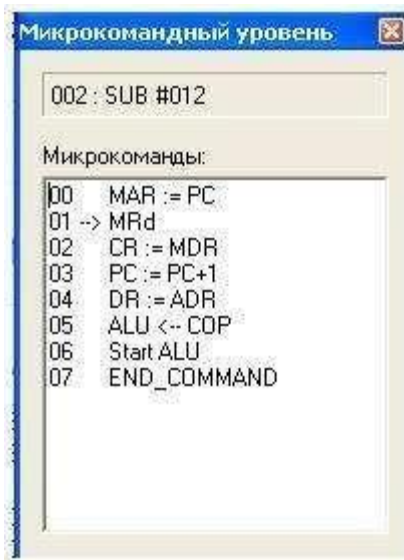 Микрокомандный уровень
002 : SUB #012
Микрокоманды:
00 MAR := PC
01 --> MRd
02 CR := MDR
03 PC := PC+1
04 DR := ADR
05 ALU <-- COP
06 Start ALU
07 END_COMMAND